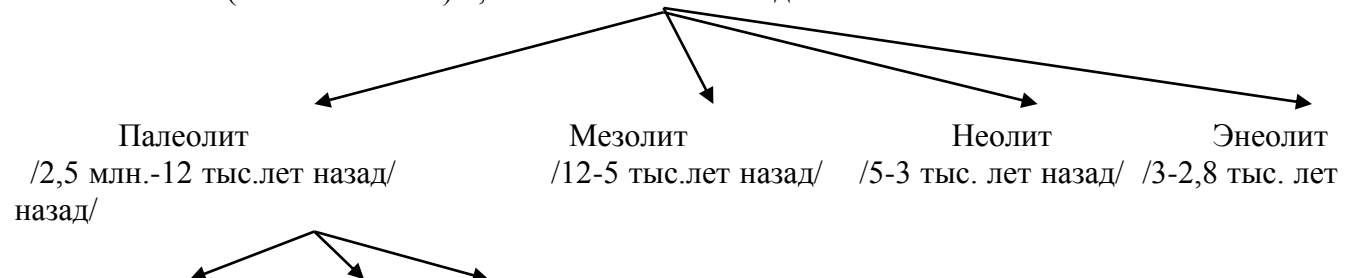 Палеолит Мезолит Неолит Энеолит
/2,5 млн.-12 тыс.лет назад/ /12-5 тыс.лет назад/ /5-3 тыс. лет назад/ /3-2,8 тыс. лет
назад/